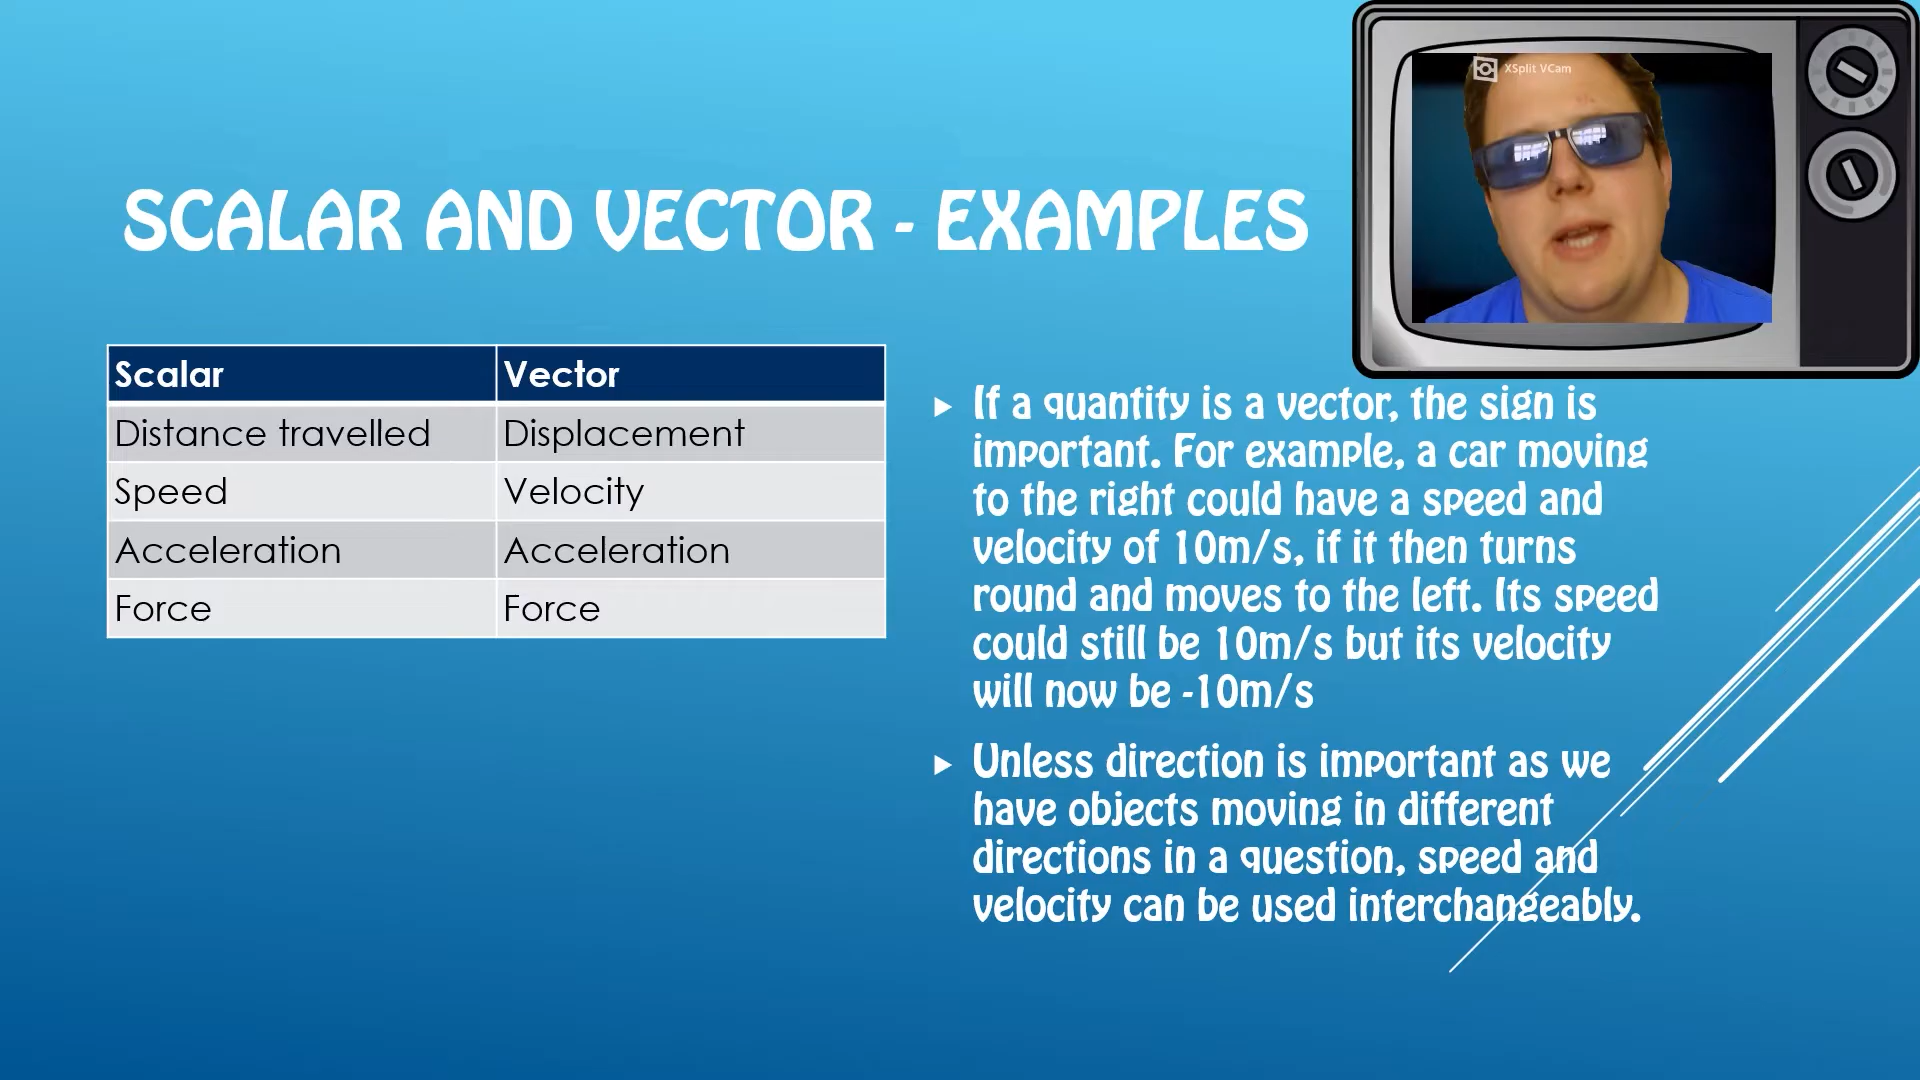 XSplit VCam
SCALAR AND VECTOR - EXAMPLES
Scalar Vector
Distance travelled Displacement
Speed Velocity
Acceleration Acceleration
Force Force
If a quantity is a vector, the sign is
important. For example, a car moving
to the right could have a speed and
velocity of 10m/s, if it then turns
round and moves to the left. Its speed
could still be 10m/s but its velocity
will now be -10m/s
Unless direction is important as we
have objects moving in different
directions in a question, speed and
velocity can be used interchangeably.